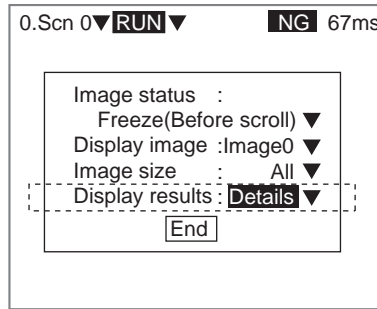 0.Scn 0▼ RUN ▼ NG 67ms
Image status :
Freeze(Before scroll) ▼
Display image :Image0 ▼
Image size : All ▼
Display results : Details ▼
End